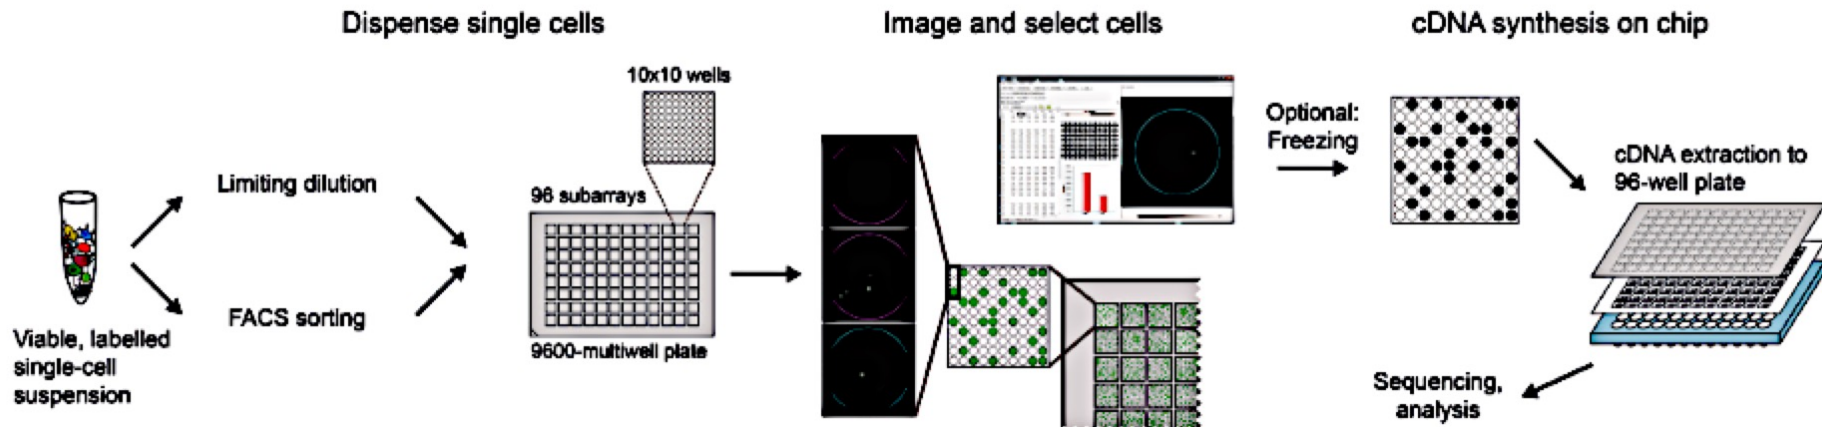 Dispense single cells
Image and select cells
cDNA synthesis on chip
10x10 wells
Limiting dilution
96 subarrays
FACS sorting
9600-multiwell plate
Viable, labelled
single-cell
suspension
Optional:
Freezing
cDNA extraction to
96-well plate
Sequencing,
analysis